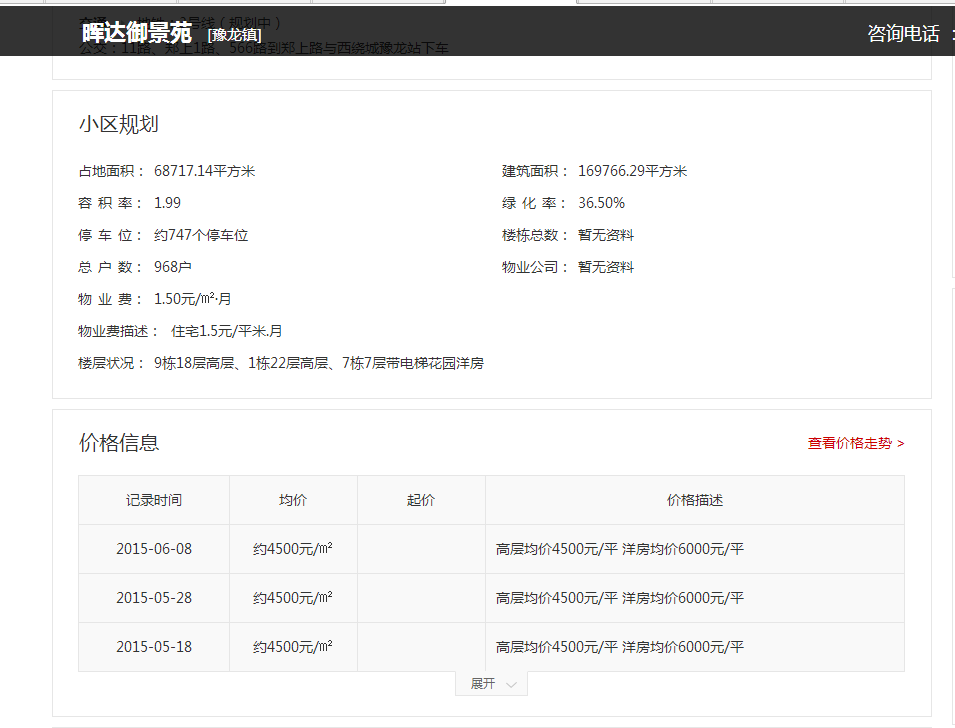 晖达御景苑 [豫龙镇] 咨询电话 :
公交：11路、郑上1路、566路到郑上路与西绕城豫龙站下车
小区规划
占地面积： 68717.14平方米 建筑面积： 169766.29平方米
容 积 率： 1.99 绿 化 率： 36.50%
停 车 位： 约747个停车位 楼栋总数： 暂无资料
总 户 数： 968户 物业公司： 暂无资料
物 业 费： 1.50元/㎡·月
物业费描述： 住宅1.5元/平米.月
楼层状况： 9栋18层高层、1栋22层高层、7栋7层带电梯花园洋房
价格信息 查看价格走势 >
记录时间 均价 起价 价格描述
2015-06-08 约4500元/㎡ 高层均价4500元/平 洋房均价6000元/平
2015-05-28 约4500元/㎡ 高层均价4500元/平 洋房均价6000元/平
2015-05-18 约4500元/㎡ 高层均价4500元/平 洋房均价6000元/平
展开